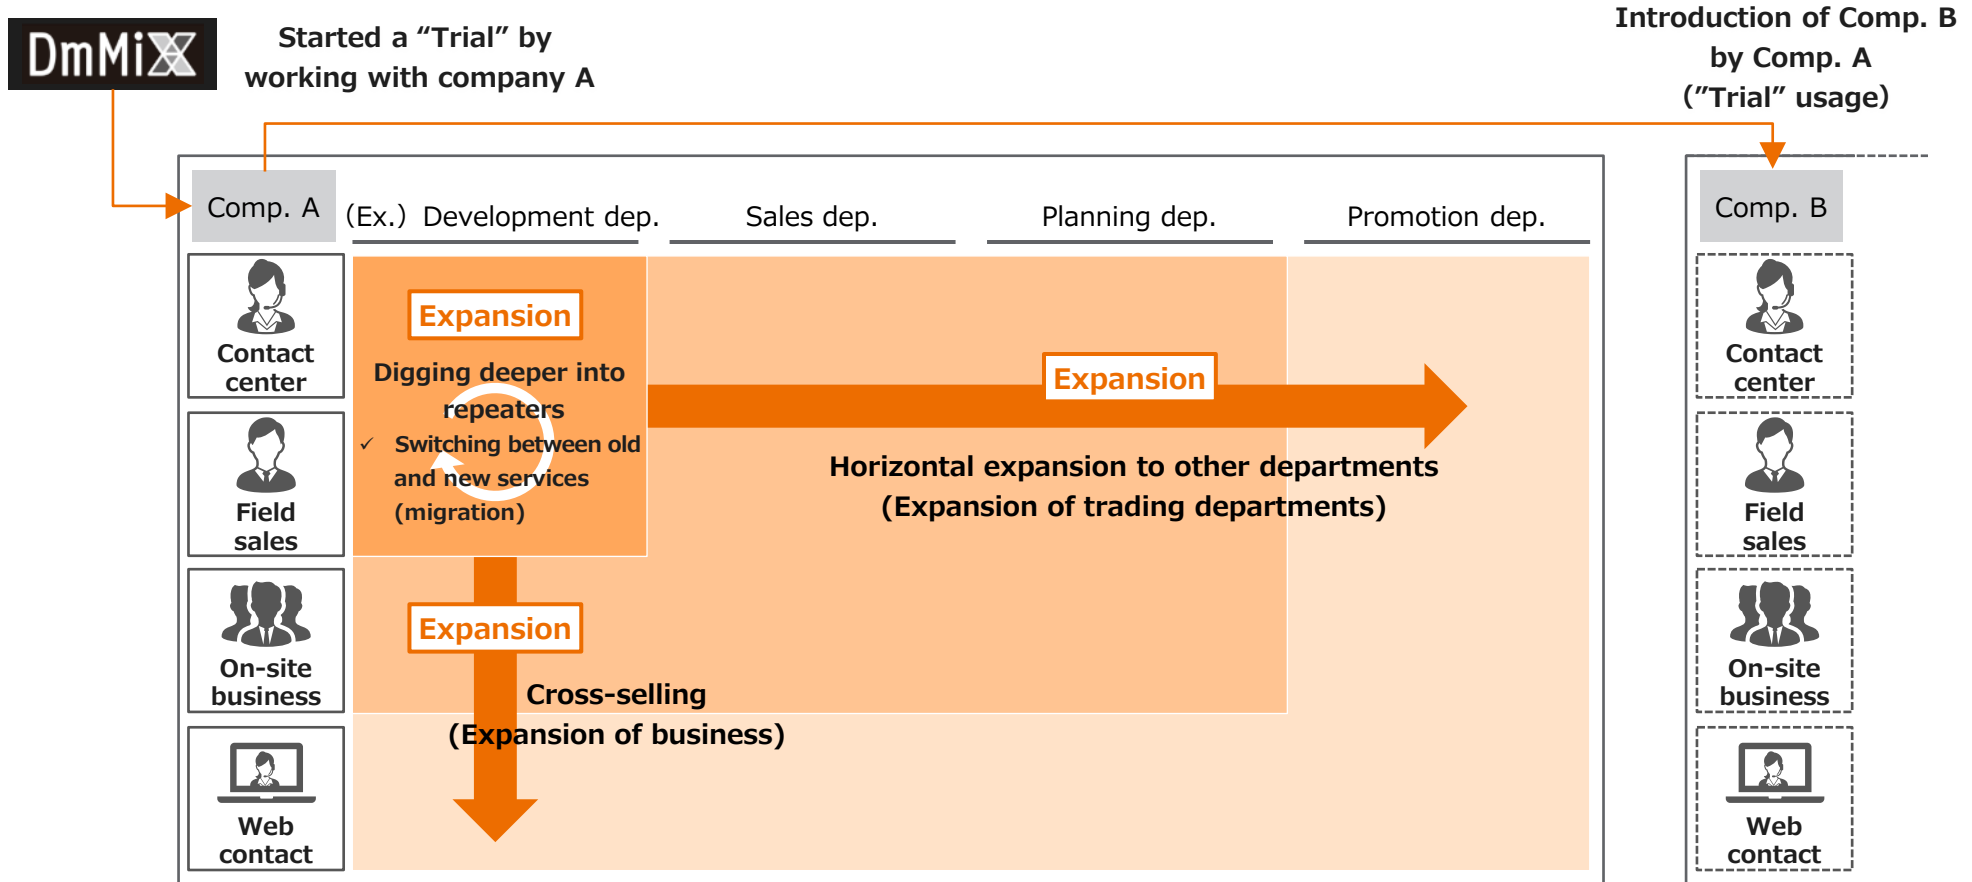 DmMiX
Started a “Trial” by
working with company A
Introduction of Comp. B
by Comp. A
(”Trial” usage)
Comp. A
(Ex.) Development dep.
Sales dep.
Planning dep.
Promotion dep.
Comp. B
Contact
center
Field
sales
On-site
business
Web
contact
Expansion
Digging deeper into
repeaters
✓ Switching between old
and new services
(migration)
Expansion
Horizontal expansion to other departments
(Expansion of trading departments)
Expansion
Cross-selling
(Expansion of business)
Contact
center
Field
sales
On-site
business
Web
contact